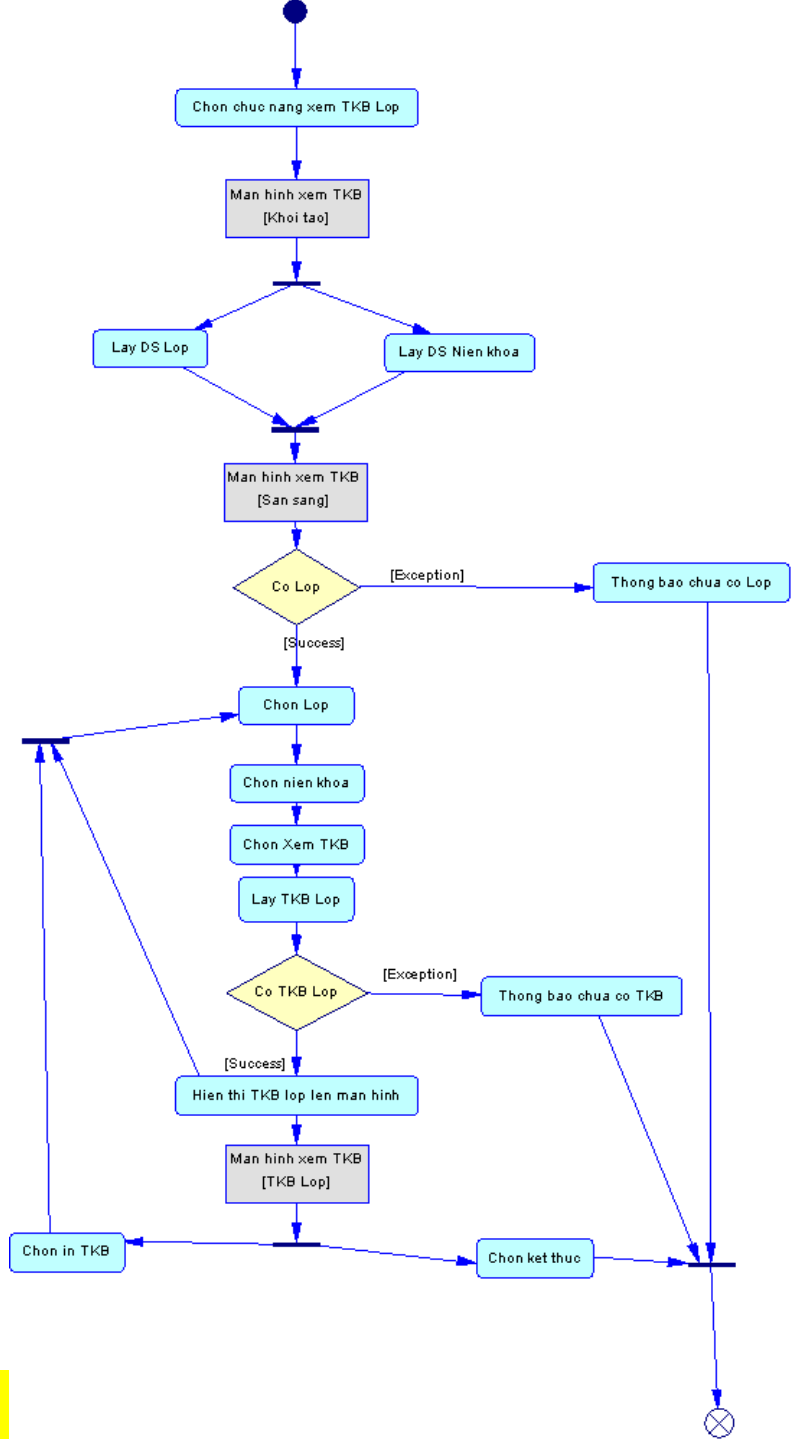 Chon chuc nang xem TKB Lop
Man hinh xem TKB
[Khoi tao]
Lay DS Lop
Lay DS Nien khoa
Man hinh xem TKB
[San sang]
Co Lop
[Exception]
Thong bao chua co Lop
[Success]
Chon Lop
Chon nien khoa
Chon Xem TKB
Lay TKB Lop
Co TKB Lop
[Exception]
Thong bao chua co TKB
[Success]
Hien thi TKB lop len man hinh
Man hinh xem TKB
[TKB Lop]
Chon in TKB
Chon ket thuc